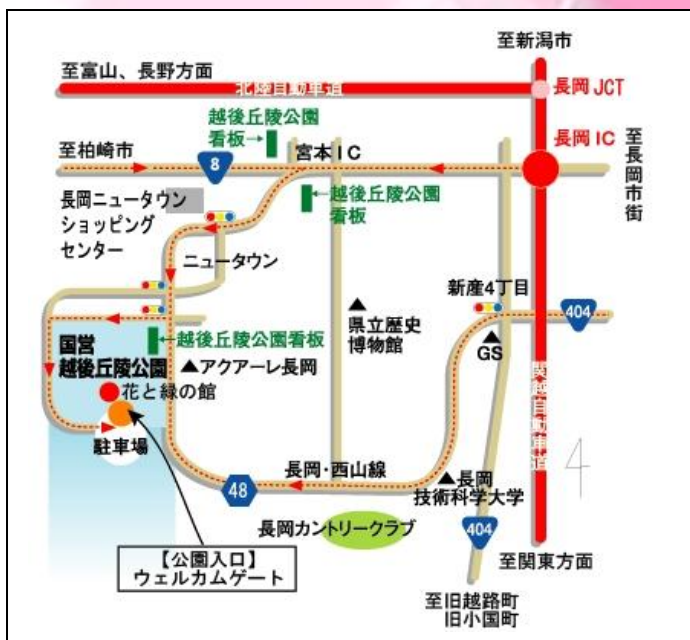 至新潟市
至富山、長野方面
北陸自動車道
長岡 JCT
越後丘陵公園
看板→
長岡 IC
至柏崎市
8
宮本IC
至長岡市街
長岡ニュータウン
ショッピング
センター
←越後丘陵公園
看板
ニュータウン
新産4丁目
404
▲
県立歴史
博物館
←越後丘陵公園看板
国営
越後丘陵公園
▲アクアーレ長岡
▲
GS
関越自動車道
花と緑の館
駐車場
長岡・西山線
48
▲長岡
技術科学大学
404
長岡カントリークラブ
【公園入口】
ウェルカムゲート
至関東方面
至旧越路町
旧小国町